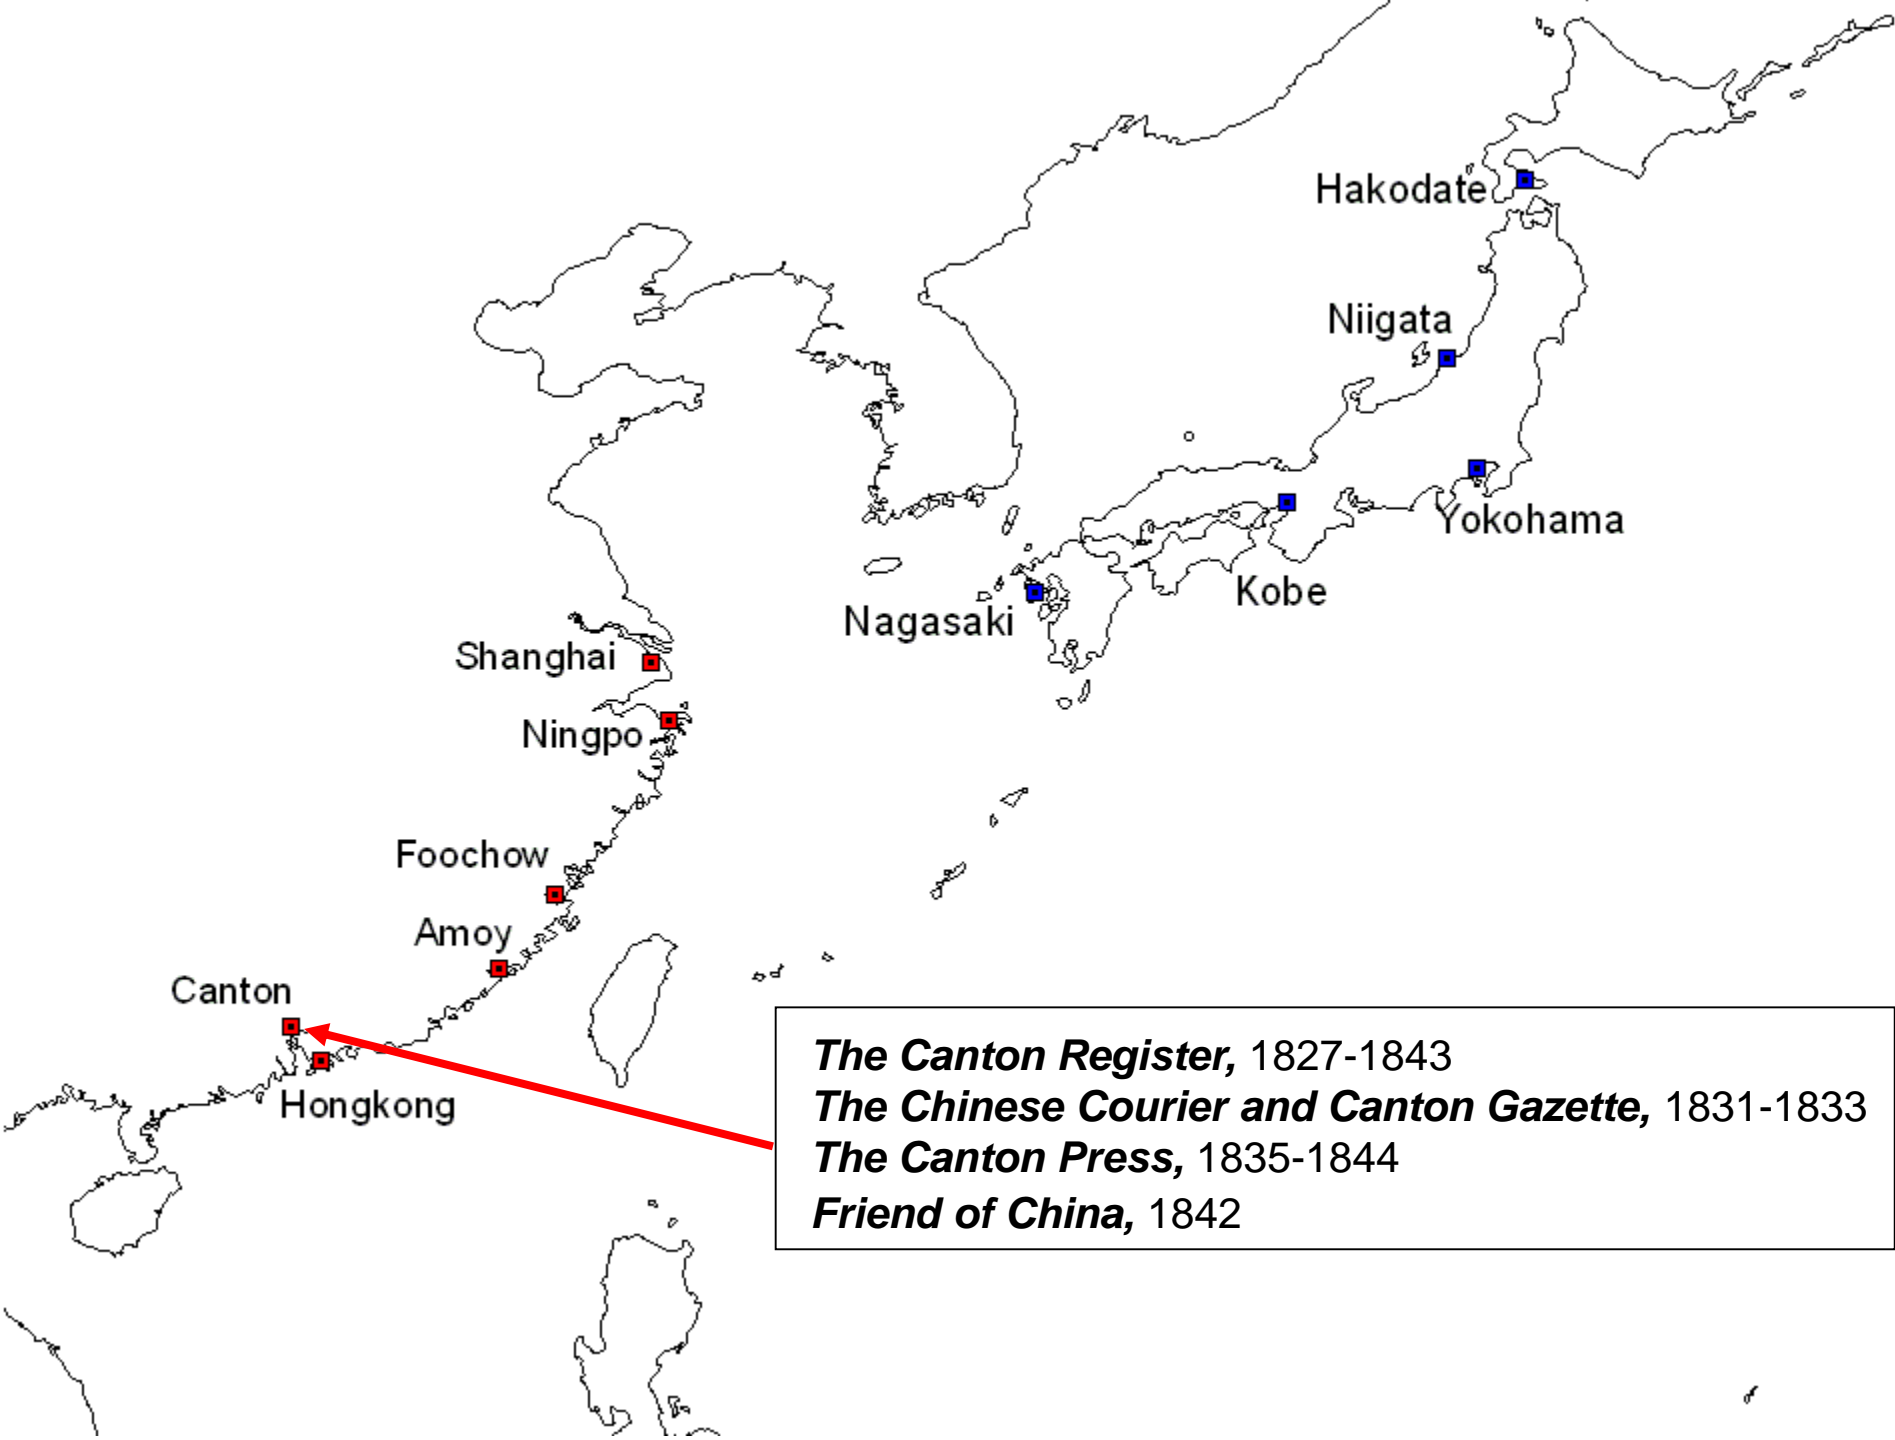 Hakodate
Niigata
Yokohama
Kobe
Nagasaki
Shanghai
Ningpo
Foochow
Amoy
Canton
Hongkong
The Canton Register, 1827-1843
The Chinese Courier and Canton Gazette, 1831-1833
The Canton Press, 1835-1844
Friend of China, 1842